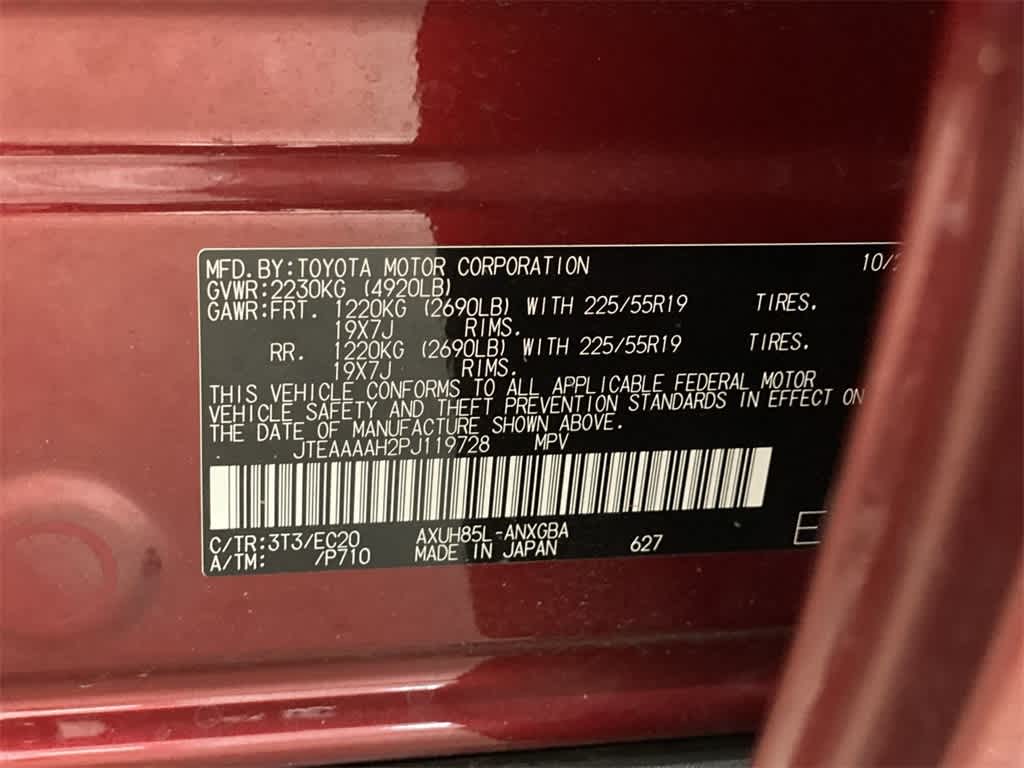 MFD.BY:TOYOTA MOTOR CORPORATION 10/
GVWR:2230KG (4920LB)
GAWR:FRT. 1220KG (2690LB) WITH 225/55R19 TIRES.
19X7J RIMS.
RR. 1220KG (2690LB) WITH 225/55R19 TIRES.
19X7J RIMS.
THIS VEHICLE CONFORMS TO ALL APPLICABLE FEDERAL MOTOR
VEHICLE SAFETY AND THEFT PREVENTION STANDARDS IN EFFECT ON
THE DATE OF MANUFACTURE SHOWN ABOVE.
JTEAAAAH2PJ119728 MPV
C/TR:3T3/EC20 AXUH85L-ANXGBA 627
A/TM: /P710 MADE IN JAPAN